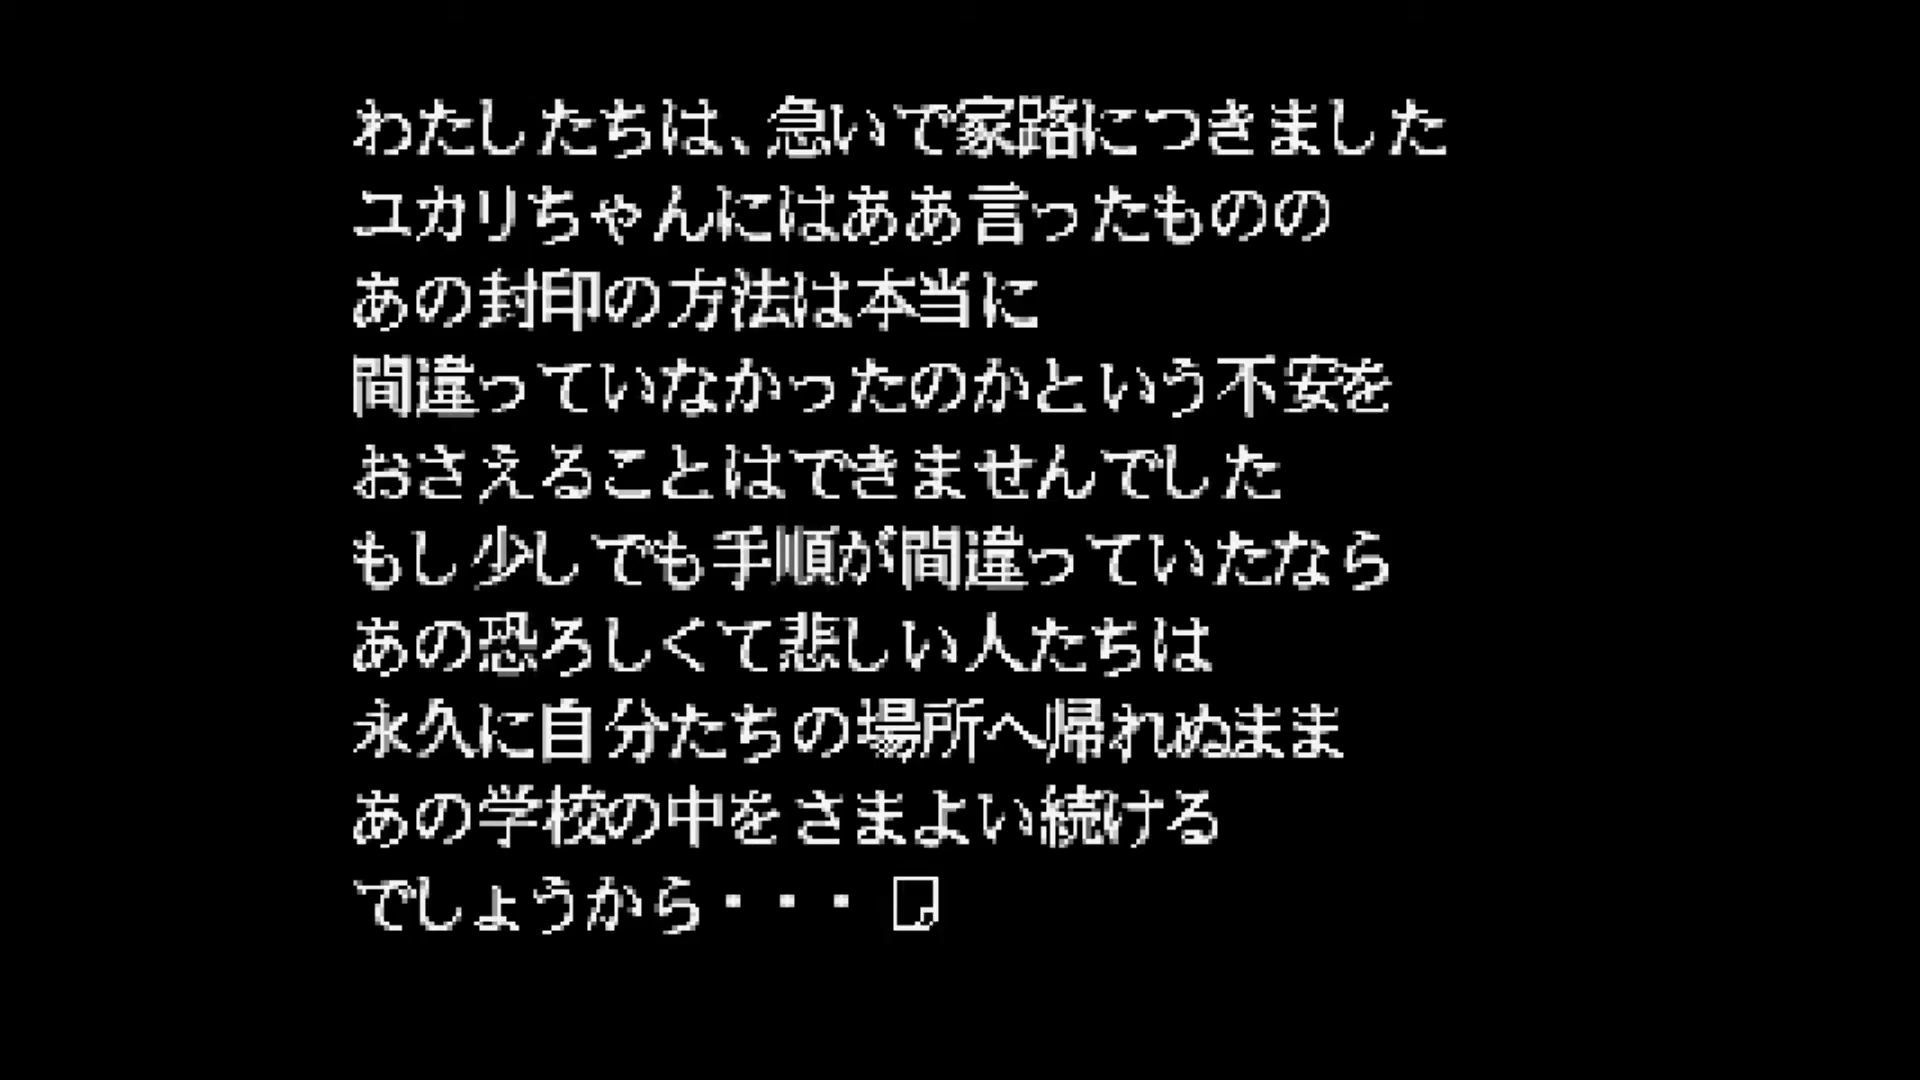 わたしたちは、急いで家路につきました
ユカリちゃんにはああ言ったものの
あの封印の方法は本当に
間違っていなかったのかという不安を
おさえることはできませんでした
もし少しでも手順が間違っていたなら
あの恐ろしくて悲しい人たちは
永久に自分たちの場所へ帰れぬまま
あの学校の中をさまよい続ける
でしょうから・・・